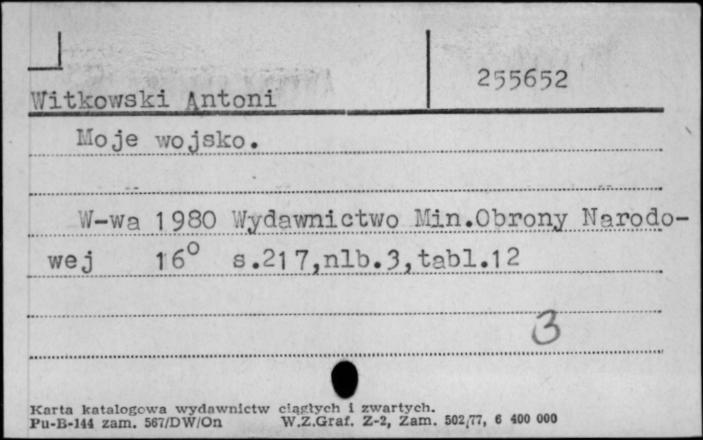 255652
Witkowski Antoni
Moje wojsko.
W-wa 1980 Wydawnictwo Min.Obrony Narodo-
wej 16° s.217,nlb.3,tabl.12
3
Karta katalogowa wydawnictw ciągłych i zwartych.
Pu-B-144 zam. 567/DW/On W.Z.Graf. Z-2, Zam. 502/77, 6 400 000